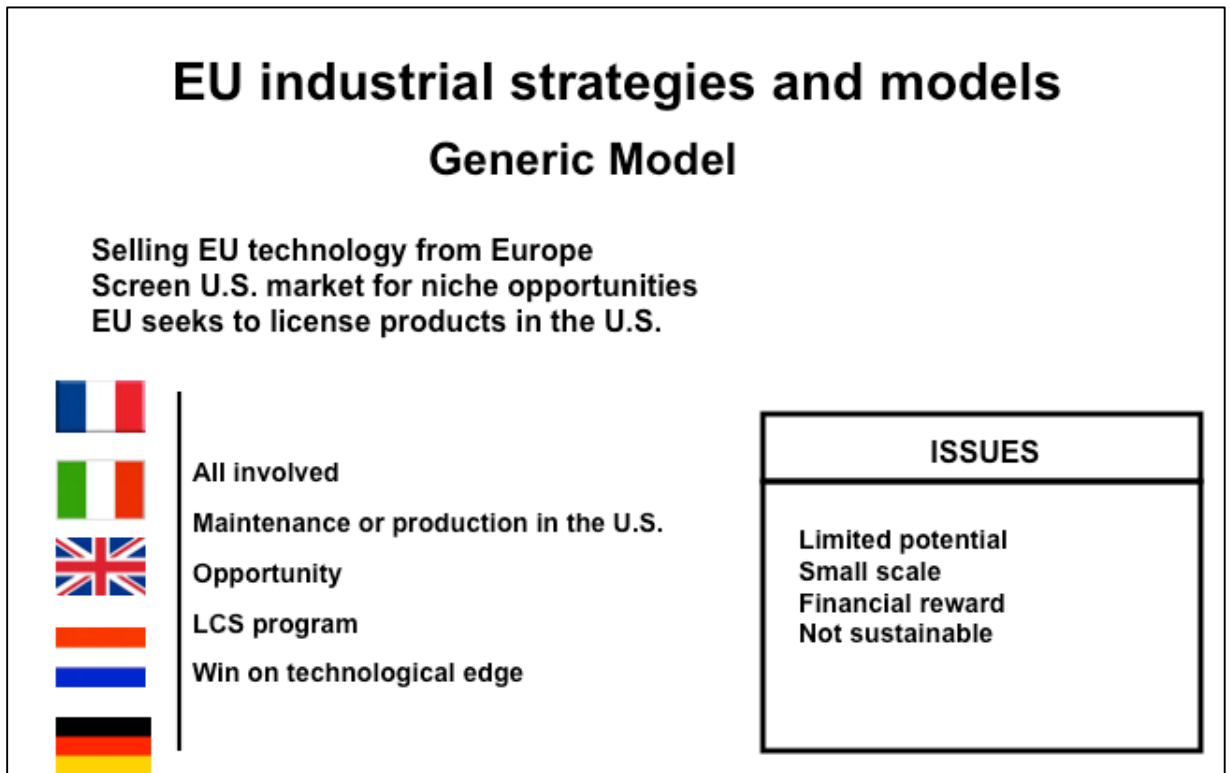 EU industrial strategies and models
Generic Model
Selling EU technology from Europe
Screen U.S. market for niche opportunities
EU seeks to license products in the U.S.
All involved
Maintenance or production in the U.S.
Opportunity
LCS program
Win on technological edge
ISSUES
Limited potential
Small scale
Financial reward
Not sustainable